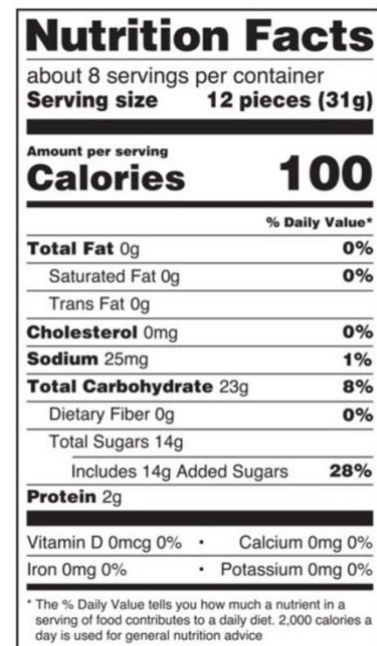 Nutrition Facts
about 8 servings per container
Serving size 12 pieces (31g)
Amount per serving
Calories 100
% Daily Value*
Total Fat 0g 0%
Saturated Fat 0g 0%
Trans Fat 0g
Cholesterol 0mg 0%
Sodium 25mg 1%
Total Carbohydrate 23g 8%
Dietary Fiber 0g 0%
Total Sugars 14g
Includes 14g Added Sugars 28%
Protein 2g
Vitamin D 0mcg 0% • Calcium 0mg 0%
Iron 0mg 0% • Potassium 0mg 0%
* The % Daily Value tells you how much a nutrient in a
serving of food contributes to a daily diet. 2,000 calories a
day is used for general nutrition advice